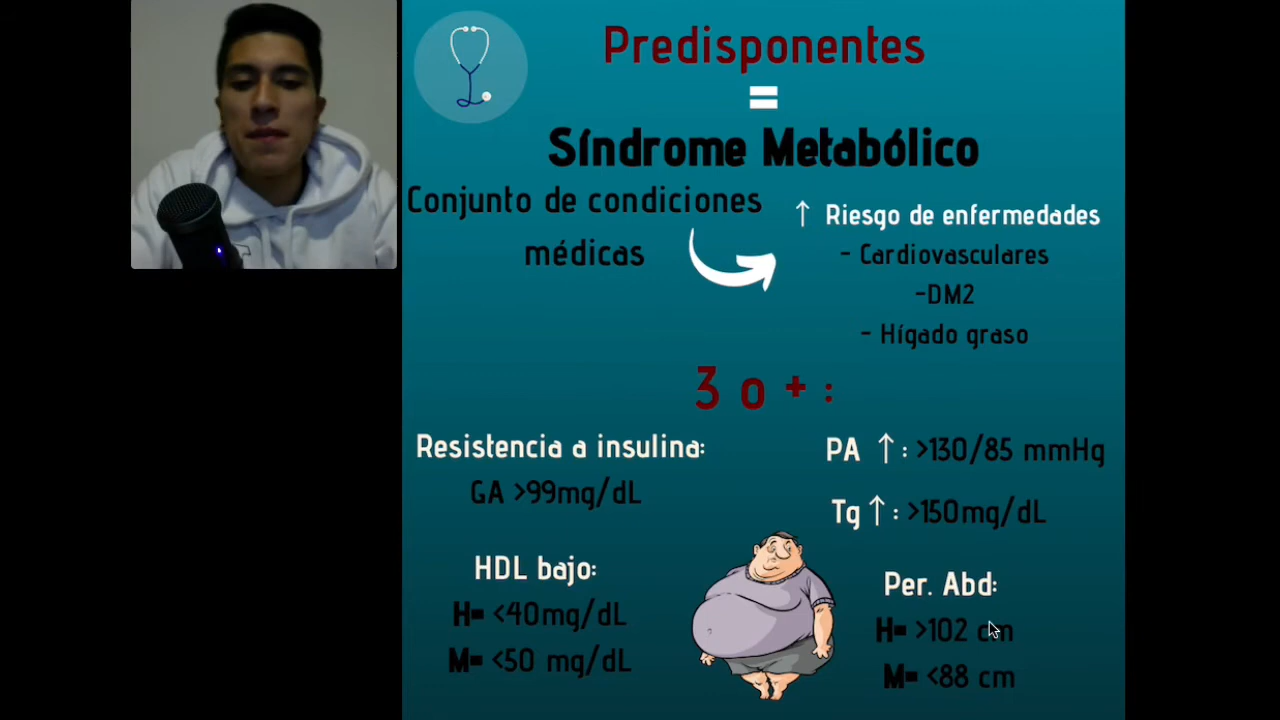 Predisponentes
=
Síndrome Metabólico
Conjunto de condiciones
médicas
↑ Riesgo de enfermedades
- Cardiovasculares
-DM2
- Hígado graso
3 o + :
Resistencia a insulina:
GA >99mg/dL
PA ↑ : >130/85 mmHg
Tg ↑ : >150mg/dL
HDL bajo:
H= <40mg/dL
M= <50 mg/dL
Per. Abd:
H= >102 cm
M= <88 cm